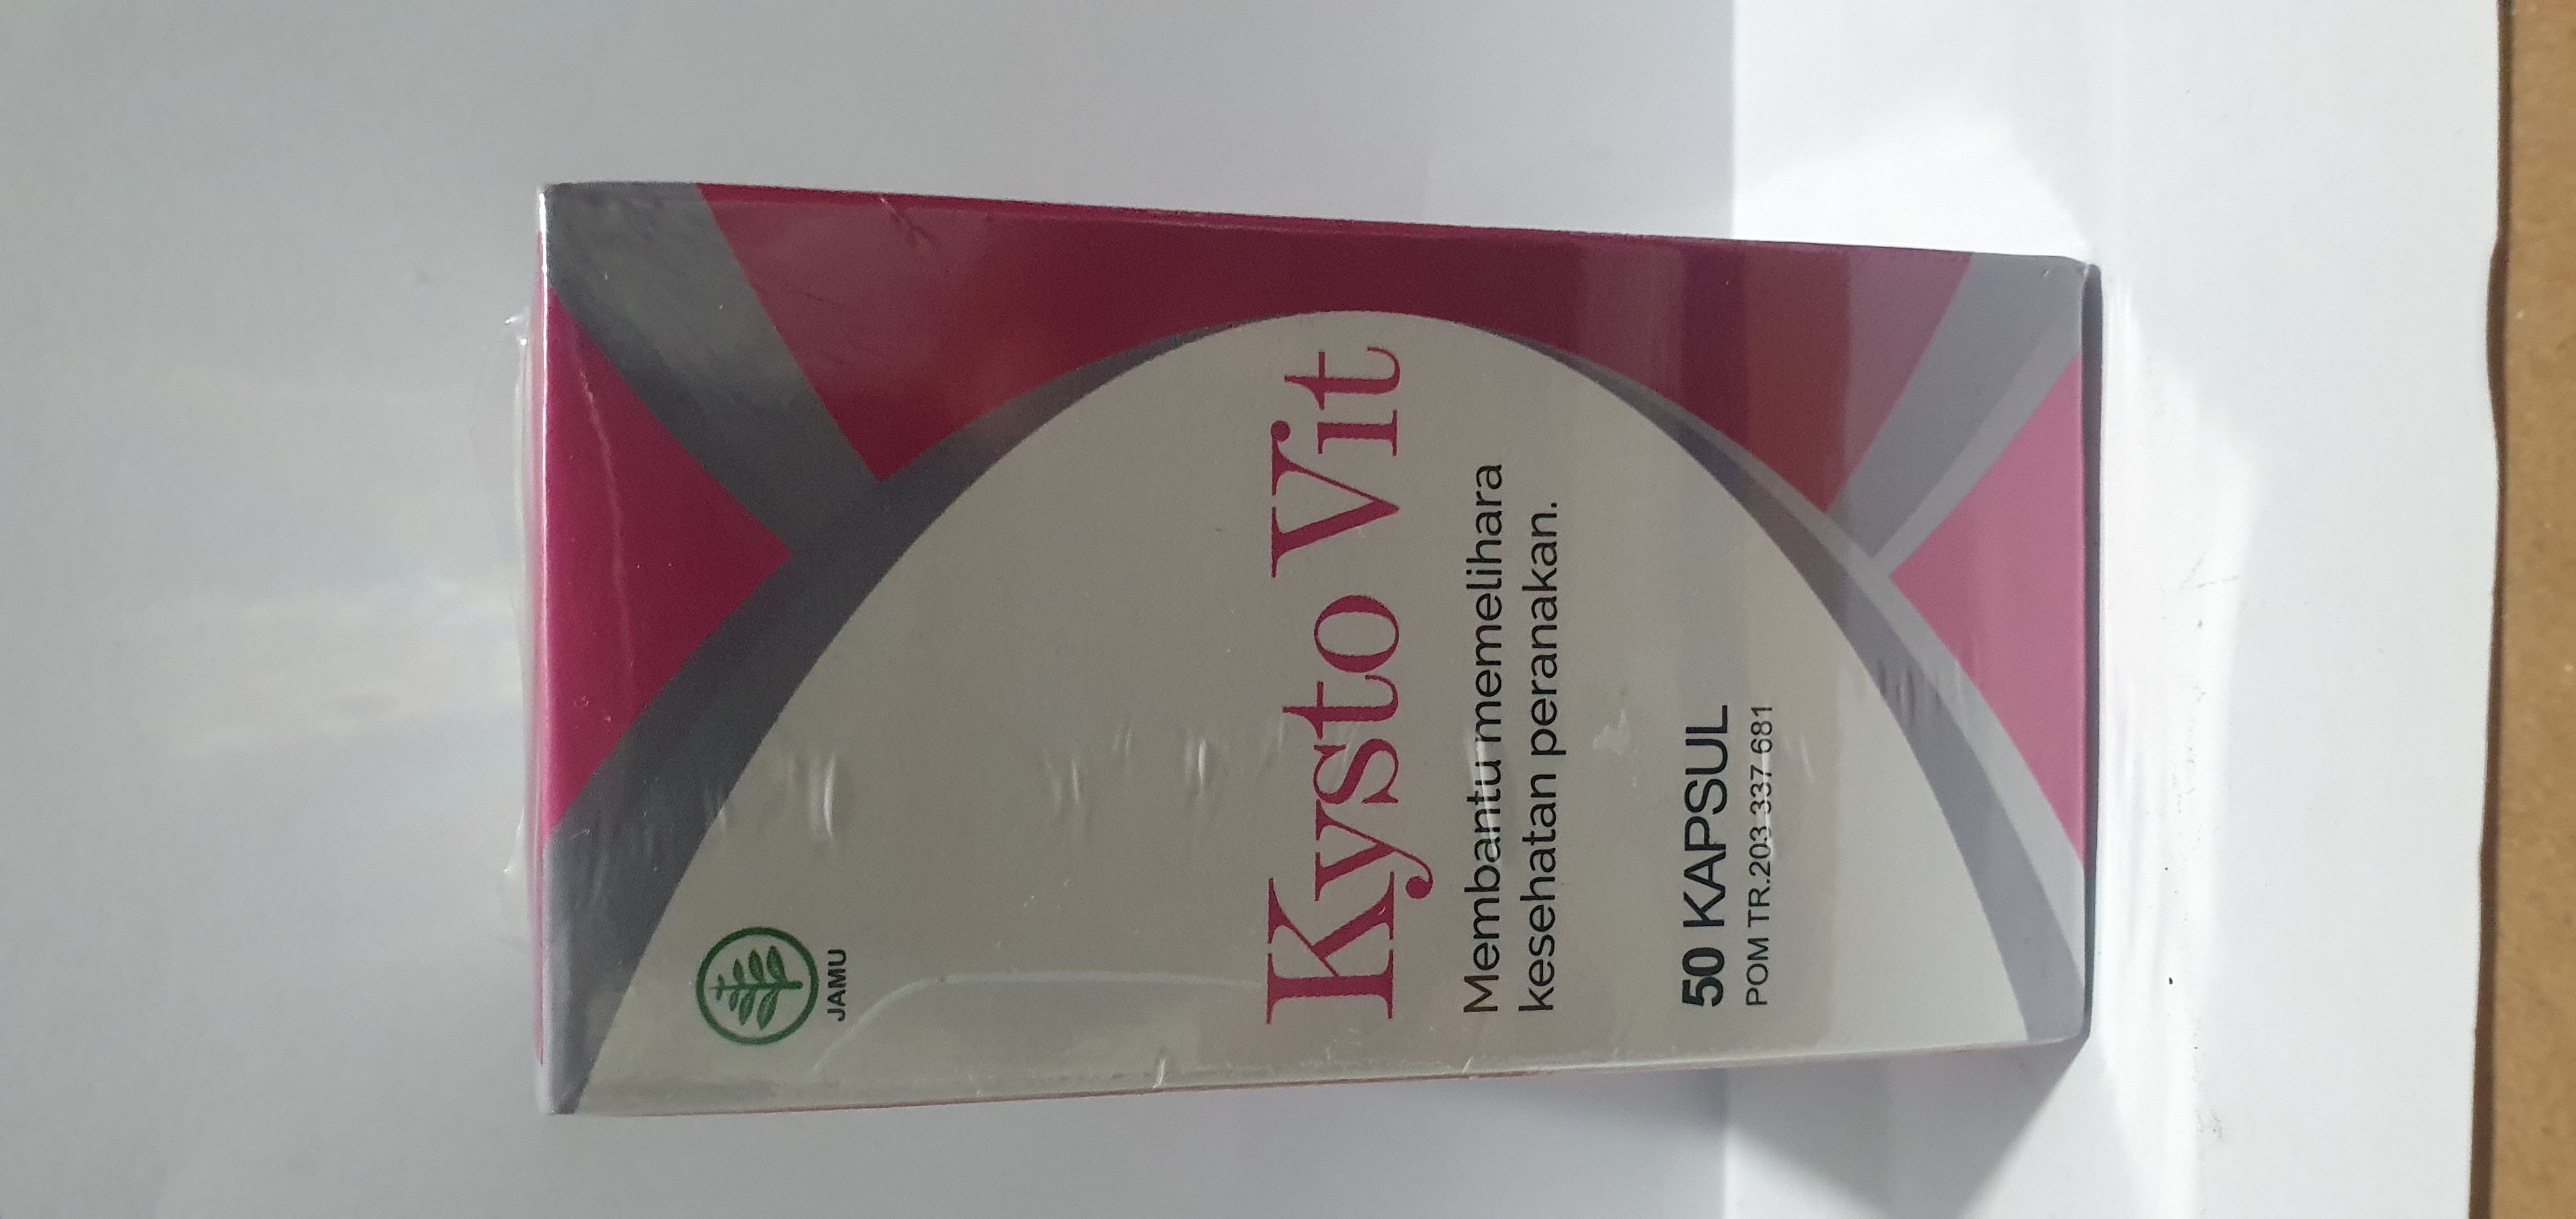 JAMU
Kysto Vit
Membantu memelihara
kesehatan peranakan.
50 KAPSUL
POM TR.203 337 681